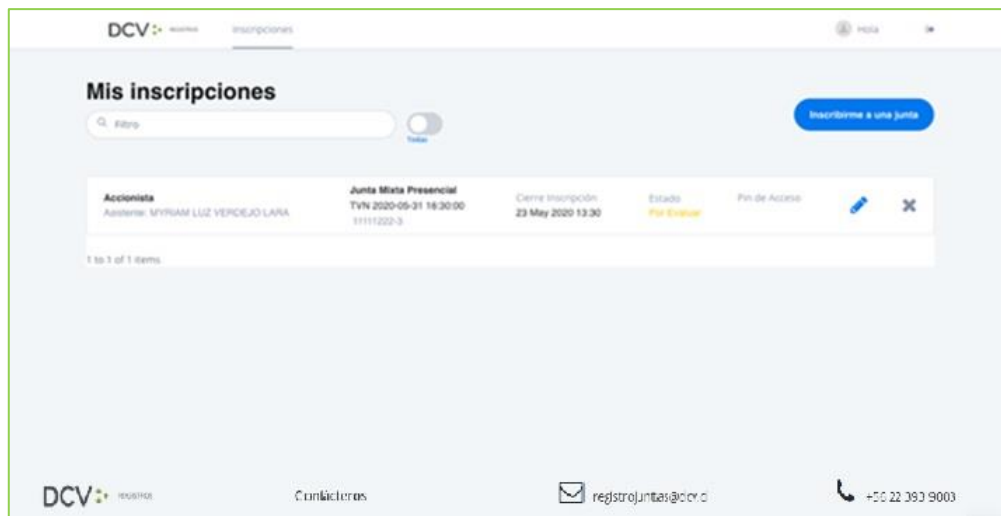 DCV REGISTROS Inscripciones Hola
Mis inscripciones
Filtro
Todas
Inscribirme a una junta
Accionista
Asistente: MYRIAM LUZ VERDEJO LARA
Junta Mixta Presencial
TVN 2020-05-31 16:30:00
11111222-3
Cierre Inscripción
23 May 2020 13:30
Estado
Por Evaluar
Pin de Acceso
1 to 1 of 1 items
DCV REGISTROS Contáctenos registrojuntas@dcv.cl +56 22 393 9003